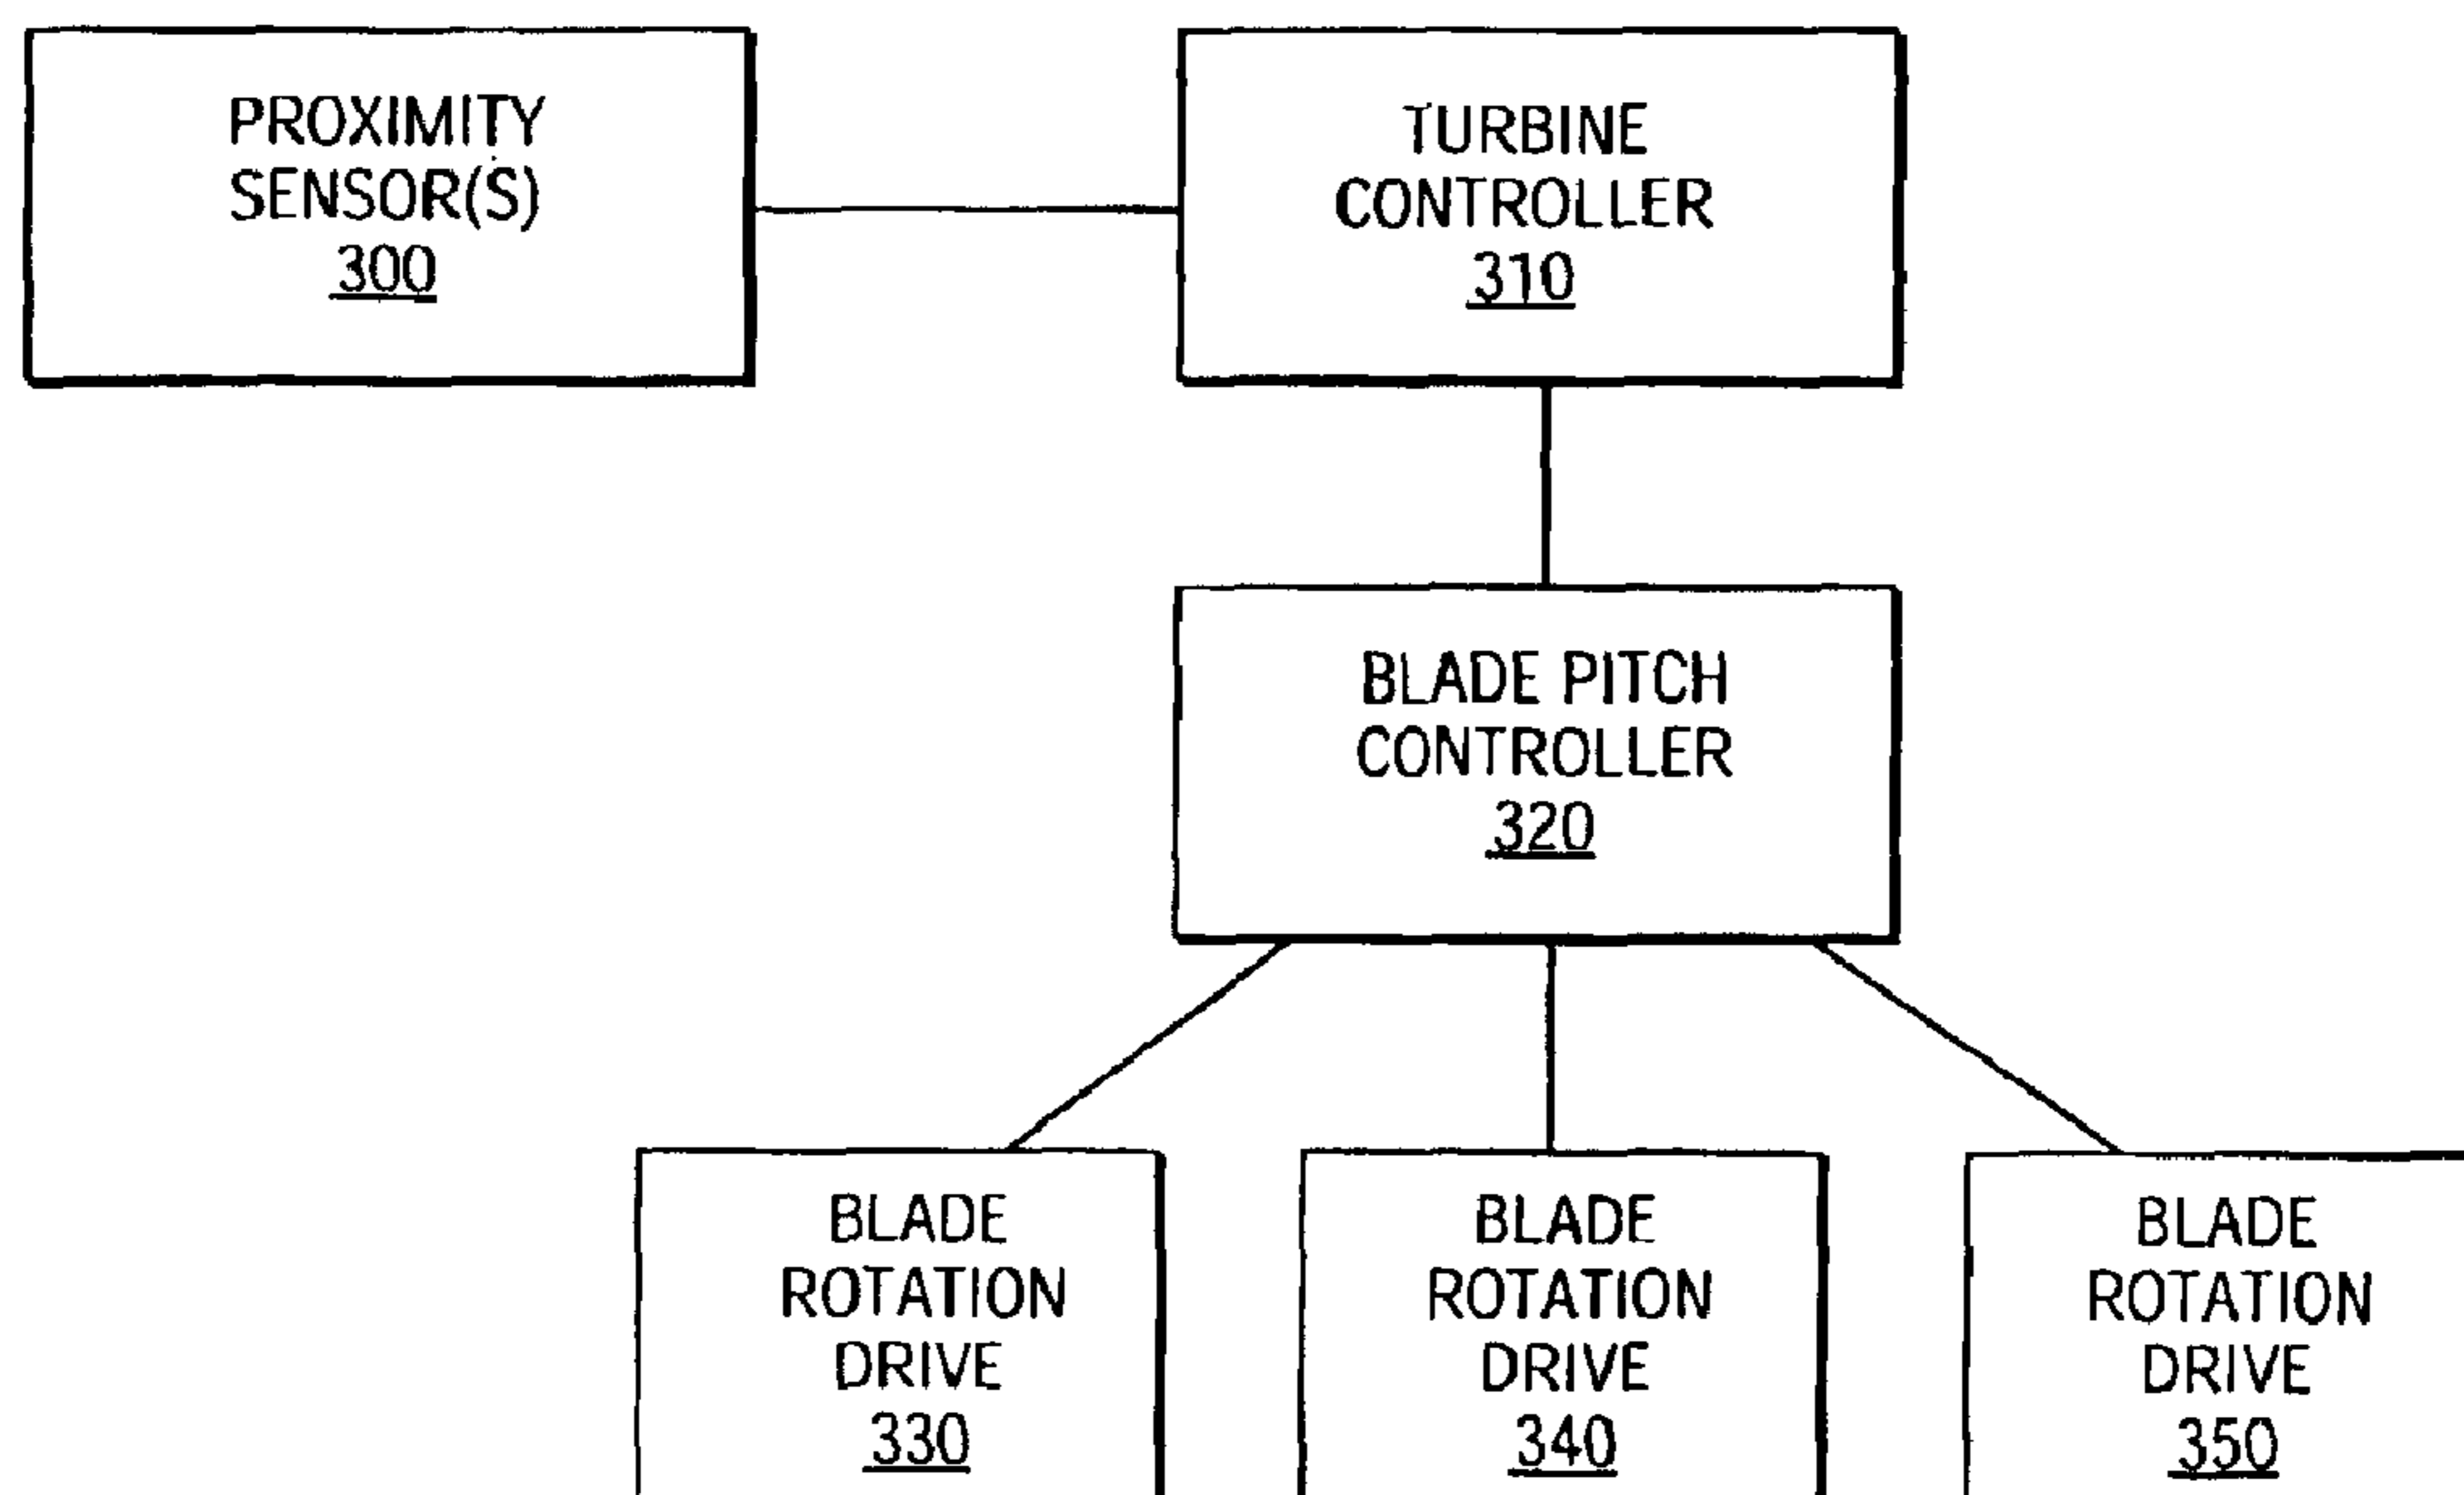 PROXIMITY
SENSOR(S)
300
TURBINE
CONTROLLER
310
BLADE PITCH
CONTROLLER
320
BLADE
ROTATION
DRIVE
330
BLADE
ROTATION
DRIVE
340
BLADE
ROTATION
DRIVE
350